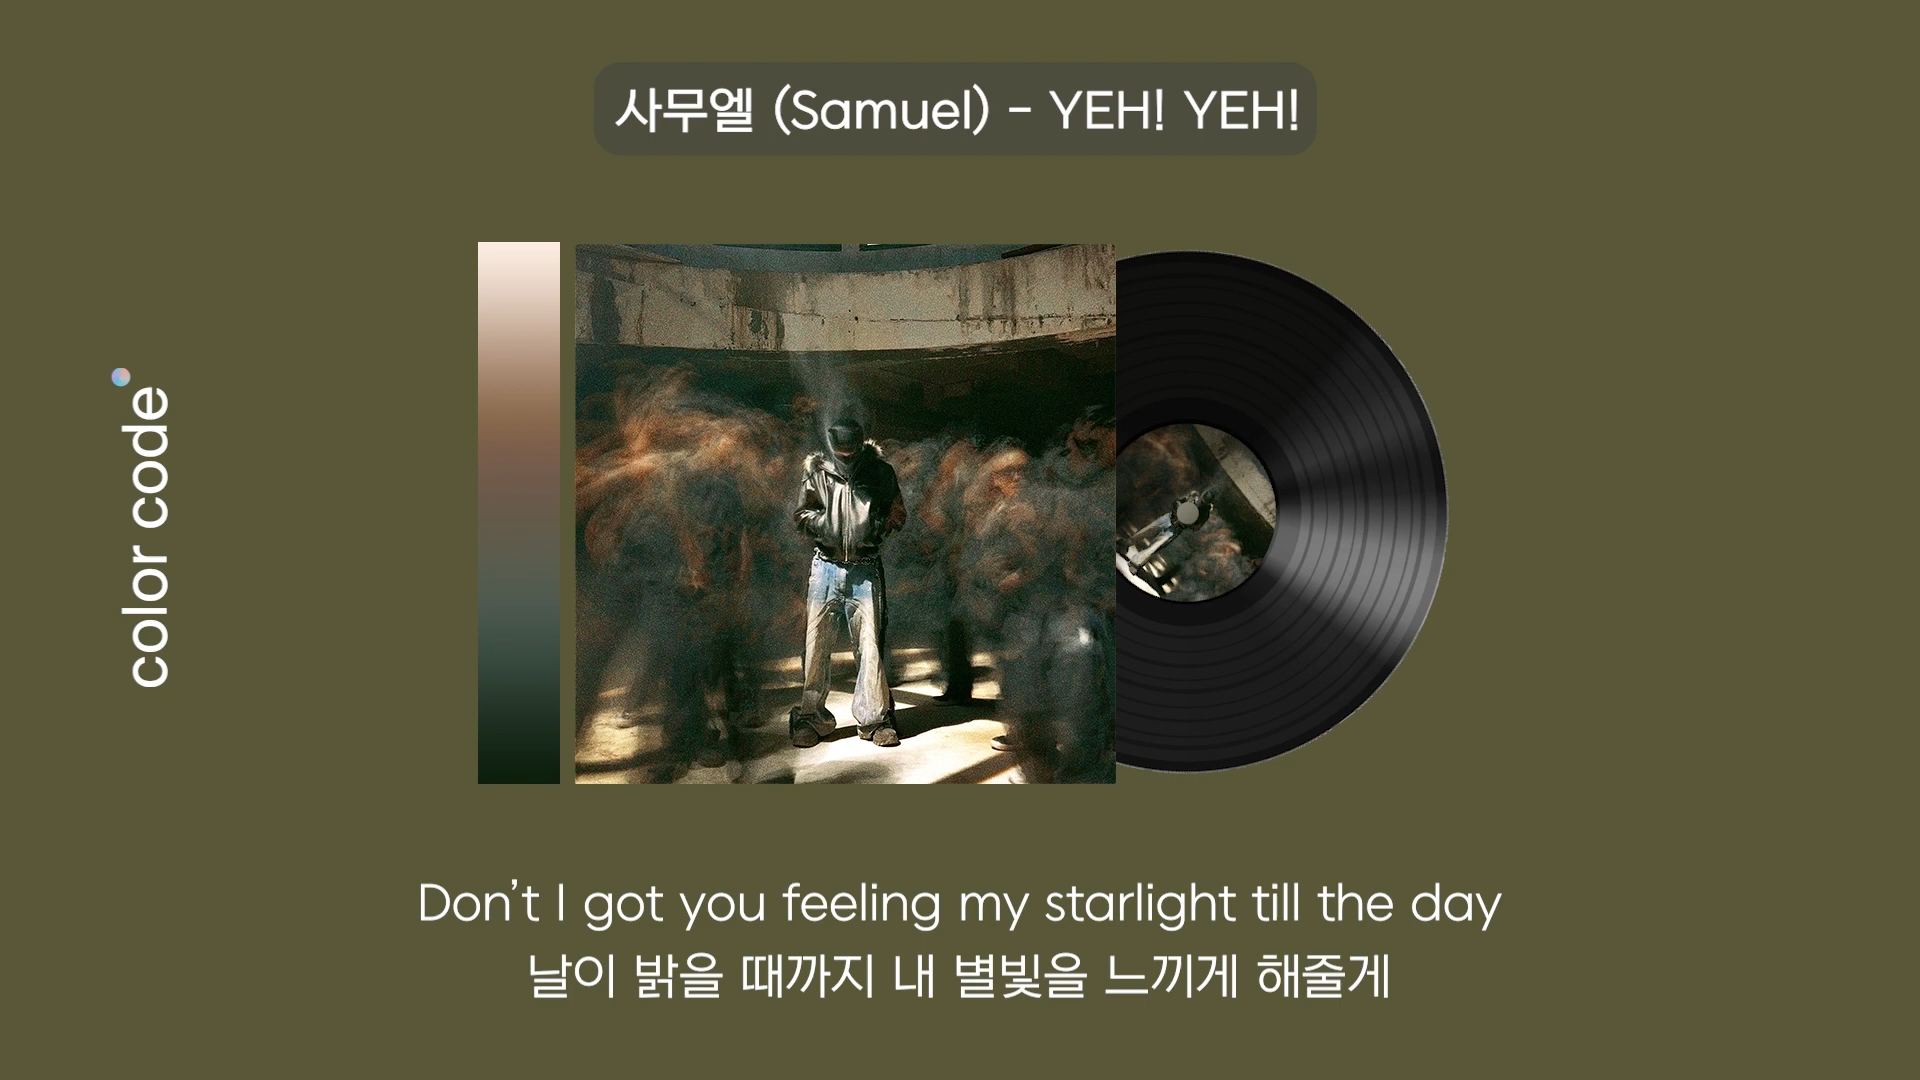 사무엘 (Samuel) - YEH! YEH!
color code
Don't I got you feeling my starlight till the day
날이 밝을 때까지 내 별빛을 느끼게 해줄게